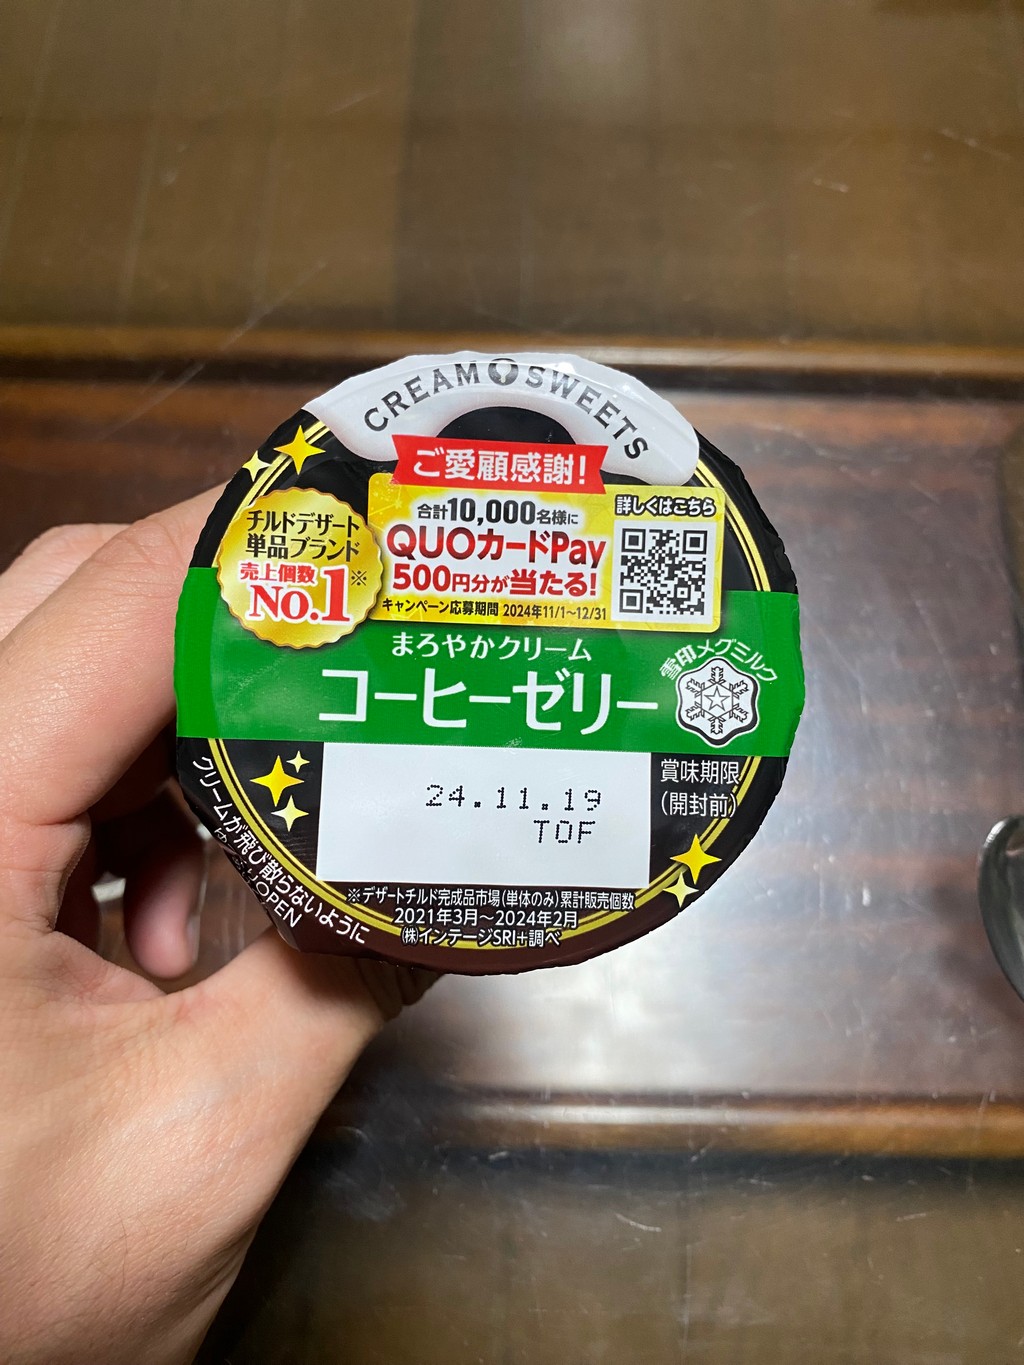 CREAM SWEETS
ご愛顧感謝!
合計10,000名様に
QUOカードPay
500円分が当たる!
キャンペーン応募期間 2024年11/1~12/31
詳しくはこちら
チルドデザート
単品ブランド
売上個数※
No.1
まろやかクリーム
コーヒーゼリー
雪印メグミルク
賞味期限
(開封前)
24.11.19
TOF
クリームが飛び散らないように
OPEN
※デザートチルド完成品市場(単体のみ)累計販売個数
2021年3月~2024年2月
㈱インテージSRI+調べ